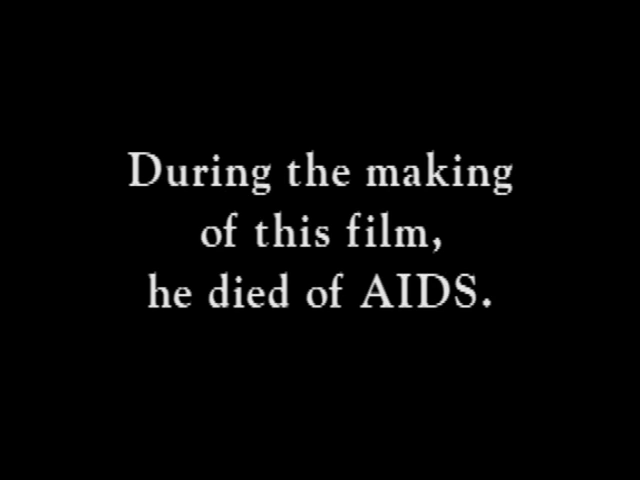 During the making
of this film,
he died of AIDS.